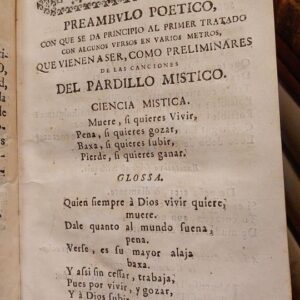 PREAMBVLO POETICO,
CON QUE SE DA PRINCIPIO AL PRIMER TRATADO
CON ALGUNOS VERSOS EN VARIOS METROS,
QUE VIENEN A SER, COMO PRELIMINARES
DE LAS CANCIONES
DEL PARDILLO MISTICO.
CIENCIA MISTICA.
Muere, si quieres Vivir,
Pena, si quieres gozar,
Baxa, si quieres subir,
Pierde, si quieres ganar.
GLOSSA.
Quien siempre à Dios vivir quiere,
muere.
Dale quanto al mundo suena,
pena.
Verse, es su mayor alaja
baxa.
Y assi sin cessar, trabaja,
Pues por vivir, y gozar,
Y à Dios subir